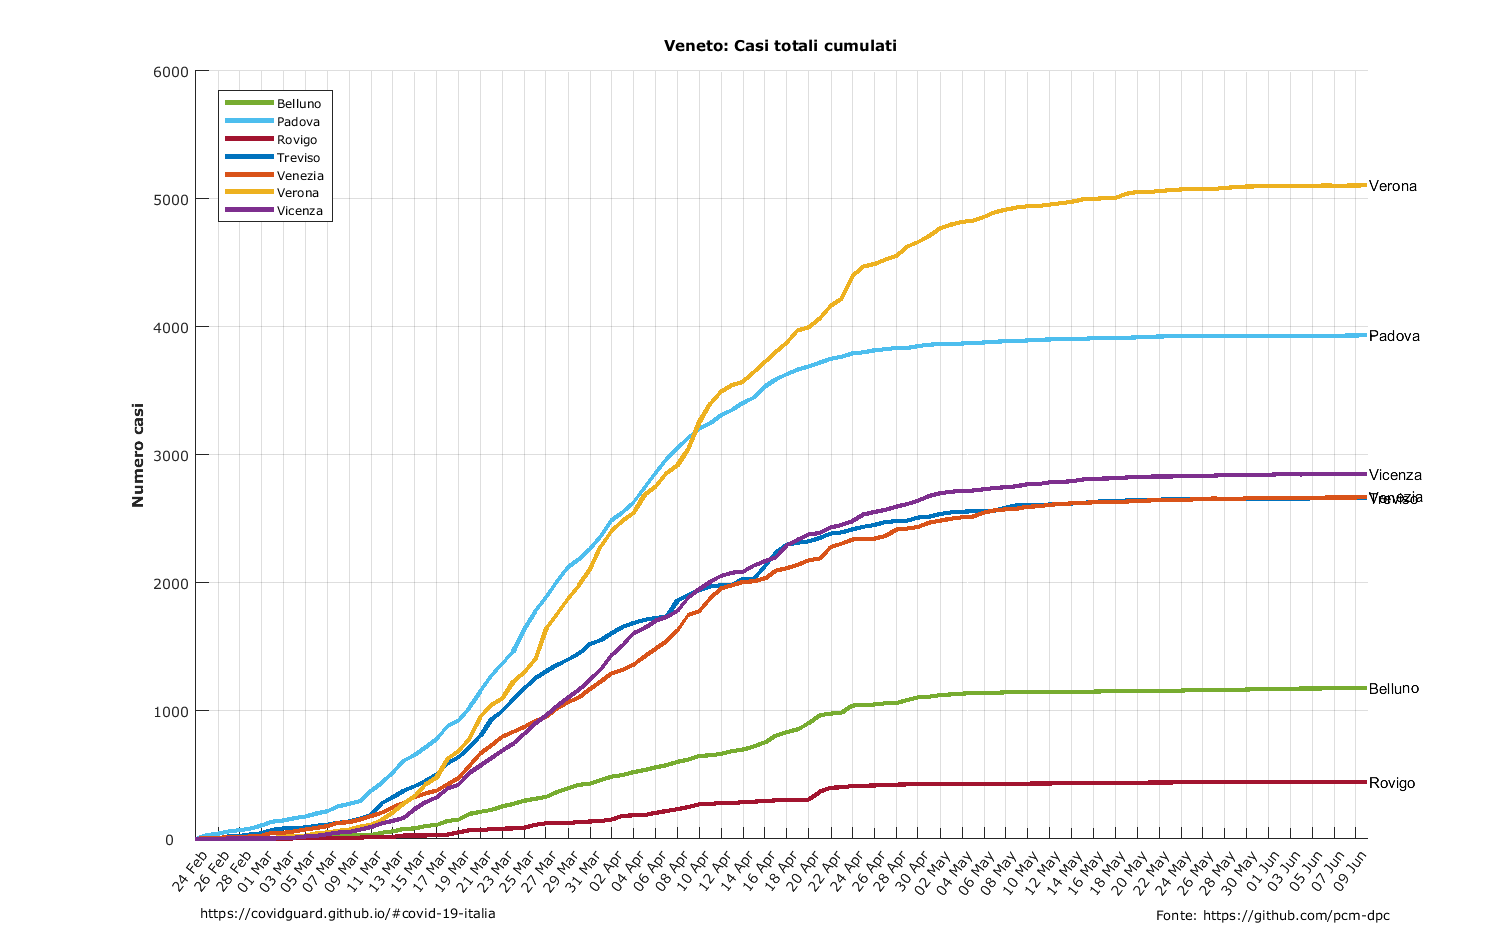 Veneto: Casi totali cumulati
6000
5000
4000
3000
2000
1000
0
Numero casi
Belluno
Padova
Rovigo
Treviso
Venezia
Verona
Vicenza
Verona
Padova
Vicenza
Venezia
Treviso
Belluno
Rovigo
24 Feb
26 Feb
28 Feb
01 Mar
03 Mar
05 Mar
07 Mar
09 Mar
11 Mar
13 Mar
15 Mar
17 Mar
19 Mar
21 Mar
23 Mar
25 Mar
27 Mar
29 Mar
31 Mar
02 Apr
04 Apr
06 Apr
08 Apr
10 Apr
12 Apr
14 Apr
16 Apr
18 Apr
20 Apr
22 Apr
24 Apr
26 Apr
28 Apr
30 Apr
02 May
04 May
06 May
08 May
10 May
12 May
14 May
16 May
18 May
20 May
22 May
24 May
26 May
28 May
30 May
01 Jun
03 Jun
05 Jun
07 Jun
09 Jun
https://covidguard.github.io/#covid-19-italia
Fonte: https://github.com/pcm-dpc